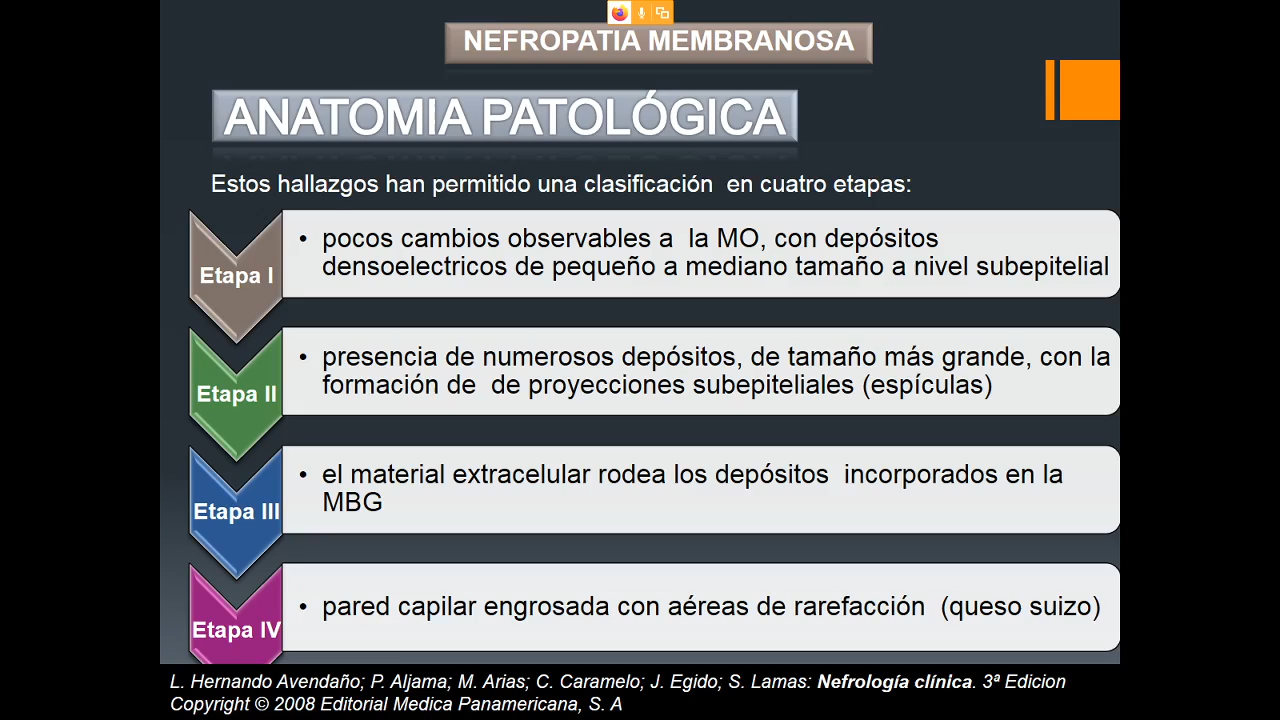 NEFROPATIA MEMBRANOSA
ANATOMIA PATOLÓGICA
Estos hallazgos han permitido una clasificación en cuatro etapas:
Etapa I
• pocos cambios observables a la MO, con depósitos
densoelectricos de pequeño a mediano tamaño a nivel subepitelial
Etapa II
• presencia de numerosos depósitos, de tamaño más grande, con la
formación de de proyecciones subepiteliales (espículas)
Etapa III
• el material extracelular rodea los depósitos incorporados en la
MBG
Etapa IV
• pared capilar engrosada con aéreas de rarefacción (queso suizo)
L. Hernando Avendaño; P. Aljama; M. Arias; C. Caramelo; J. Egido; S. Lamas: Nefrología clínica. 3ª Edicion
Copyright © 2008 Editorial Medica Panamericana, S. A